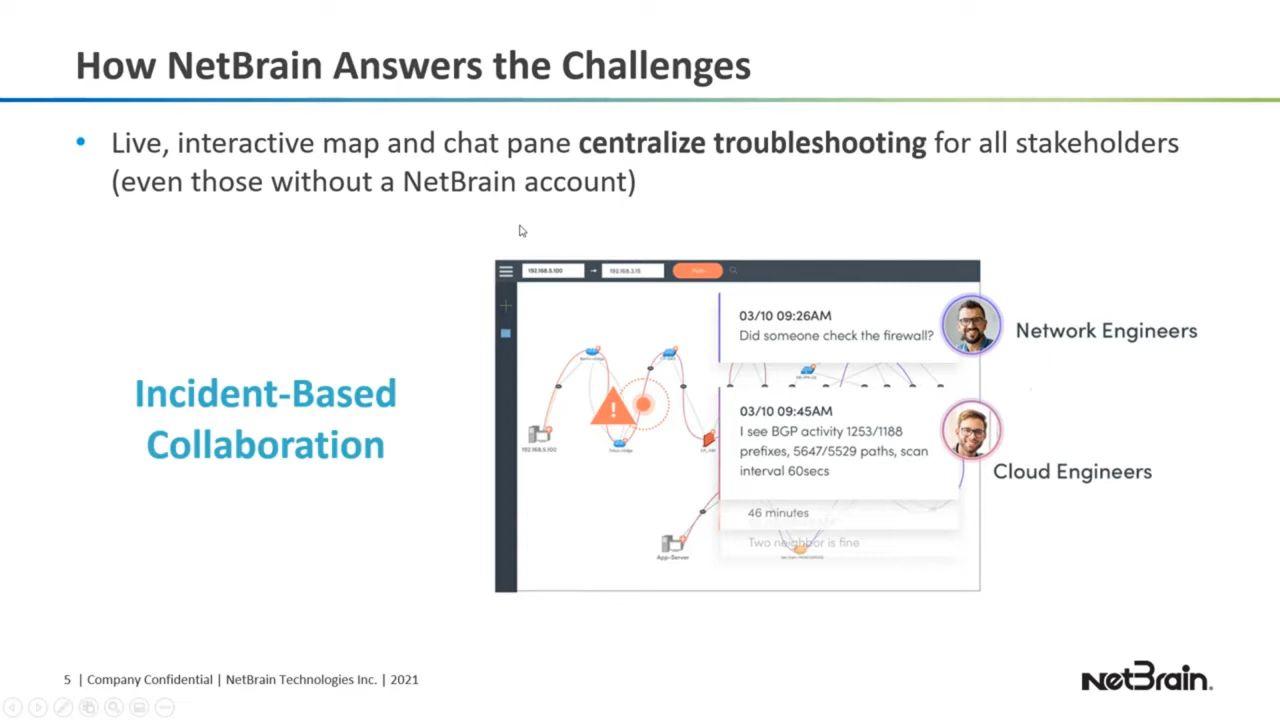 How NetBrain Answers the Challenges
• Live, interactive map and chat pane centralize troubleshooting for all stakeholders
(even those without a NetBrain account)
192.168.5.100
192.168.3.15
03/10 09:26AM
Did someone check the firewall?
Network Engineers
Incident-Based
Collaboration
192.168.5.100
03/10 09:45AM
I see BGP activity 1253/1188
prefixes, 5647/5529 paths, scan
interval 60secs
Cloud Engineers
46 minutes
Two neighbor is fine
App-Server
5 | Company Confidential | NetBrain Technologies Inc. | 2021
NetBrain.